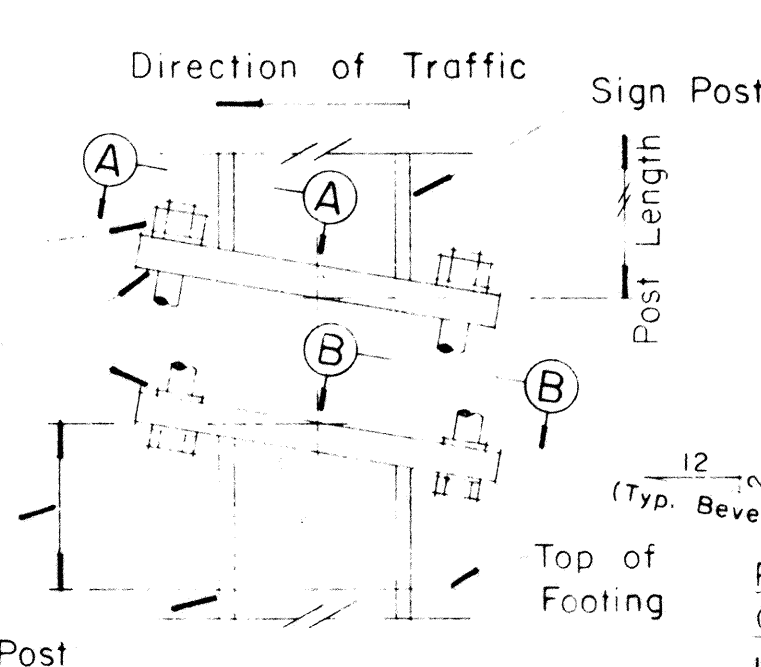 Direction of Traffic
Sign Post
A
A
Post Length
B
B
12
(Typ. Beve
Top of
Footing
Post